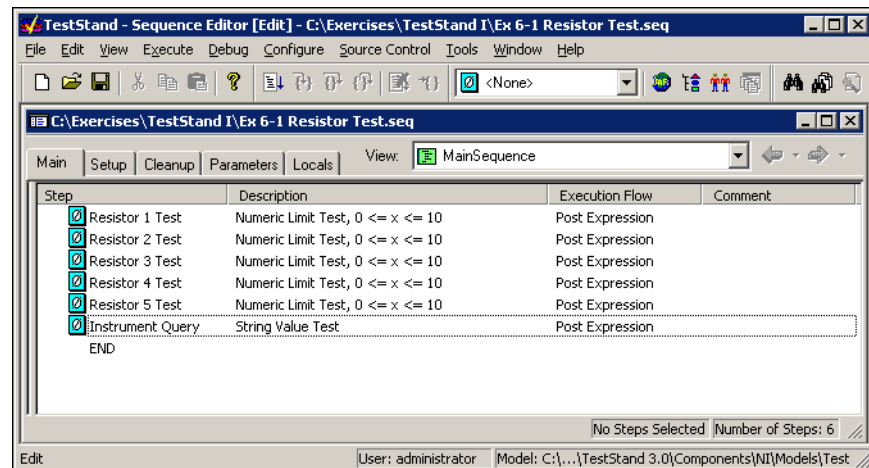 TestStand - Sequence Editor [Edit] - C:\Exercises\TestStand I\Ex 6-1 Resistor Test.seq
File Edit View Execute Debug Configure Source Control Tools Window Help
<None>
C:\Exercises\TestStand I\Ex 6-1 Resistor Test.seq
Main Setup Cleanup Parameters Locals View: MainSequence
Step Description Execution Flow Comment
Resistor 1 Test Numeric Limit Test, 0 <= x <= 10 Post Expression
Resistor 2 Test Numeric Limit Test, 0 <= x <= 10 Post Expression
Resistor 3 Test Numeric Limit Test, 0 <= x <= 10 Post Expression
Resistor 4 Test Numeric Limit Test, 0 <= x <= 10 Post Expression
Resistor 5 Test Numeric Limit Test, 0 <= x <= 10 Post Expression
Instrument Query String Value Test Post Expression
END
No Steps Selected Number of Steps: 6
Edit User: administrator Model: C:\...\TestStand 3.0\Components\NI\Models\Test